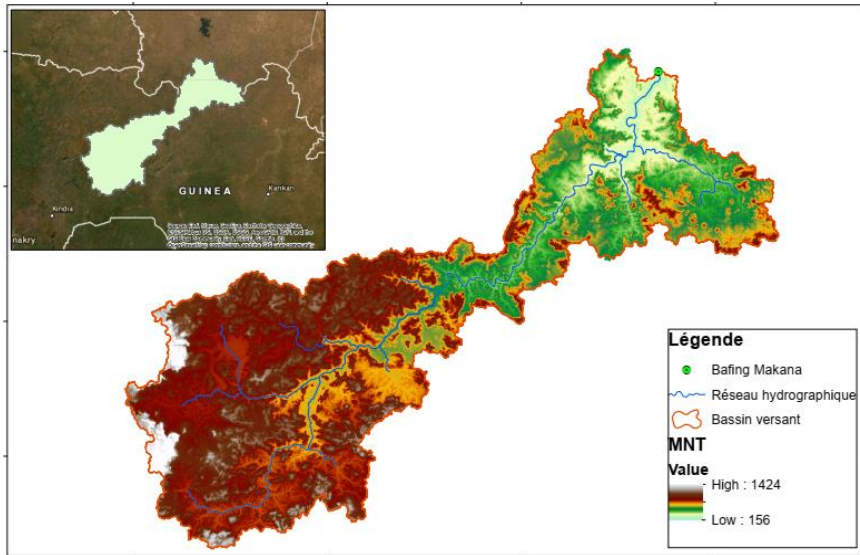 GUINEA
Kankan
Kindia
nakry
Légende
Bafing Makana
Réseau hydrographique
Bassin versant
MNT
Value
High : 1424
Low : 156